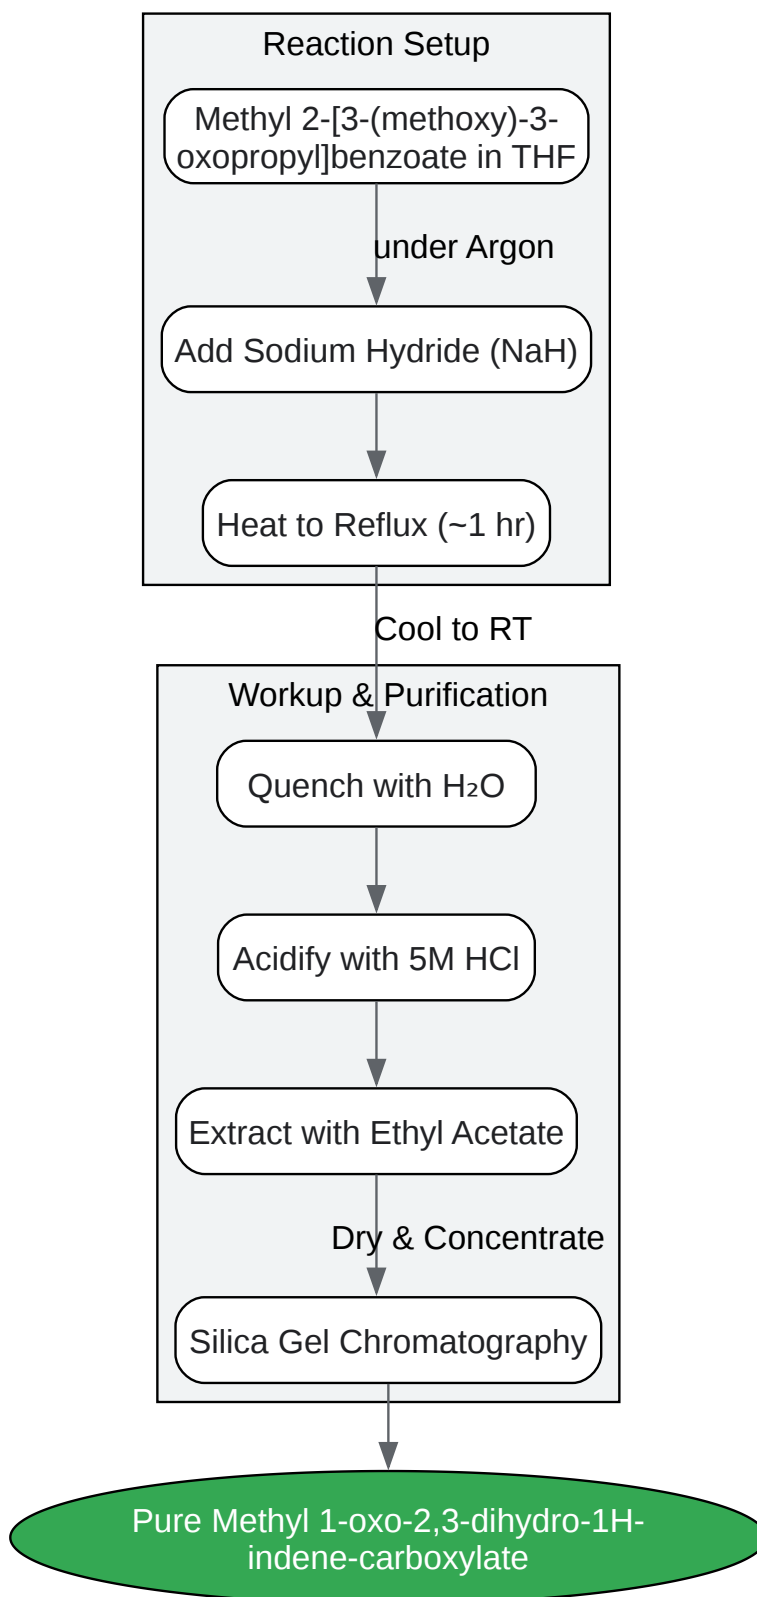 Reaction Setup
Methyl 2-[3-(methoxy)-3-
oxopropyl]benzoate in THF
under Argon
Add Sodium Hydride (NaH)
Heat to Reflux (~1 hr)
Cool to RT
Workup & Purification
Quench with H₂O
Acidify with 5M HCl
Extract with Ethyl Acetate
Dry & Concentrate
Silica Gel Chromatography
Pure Methyl 1-oxo-2,3-dihydro-1H-
indene-carboxylate